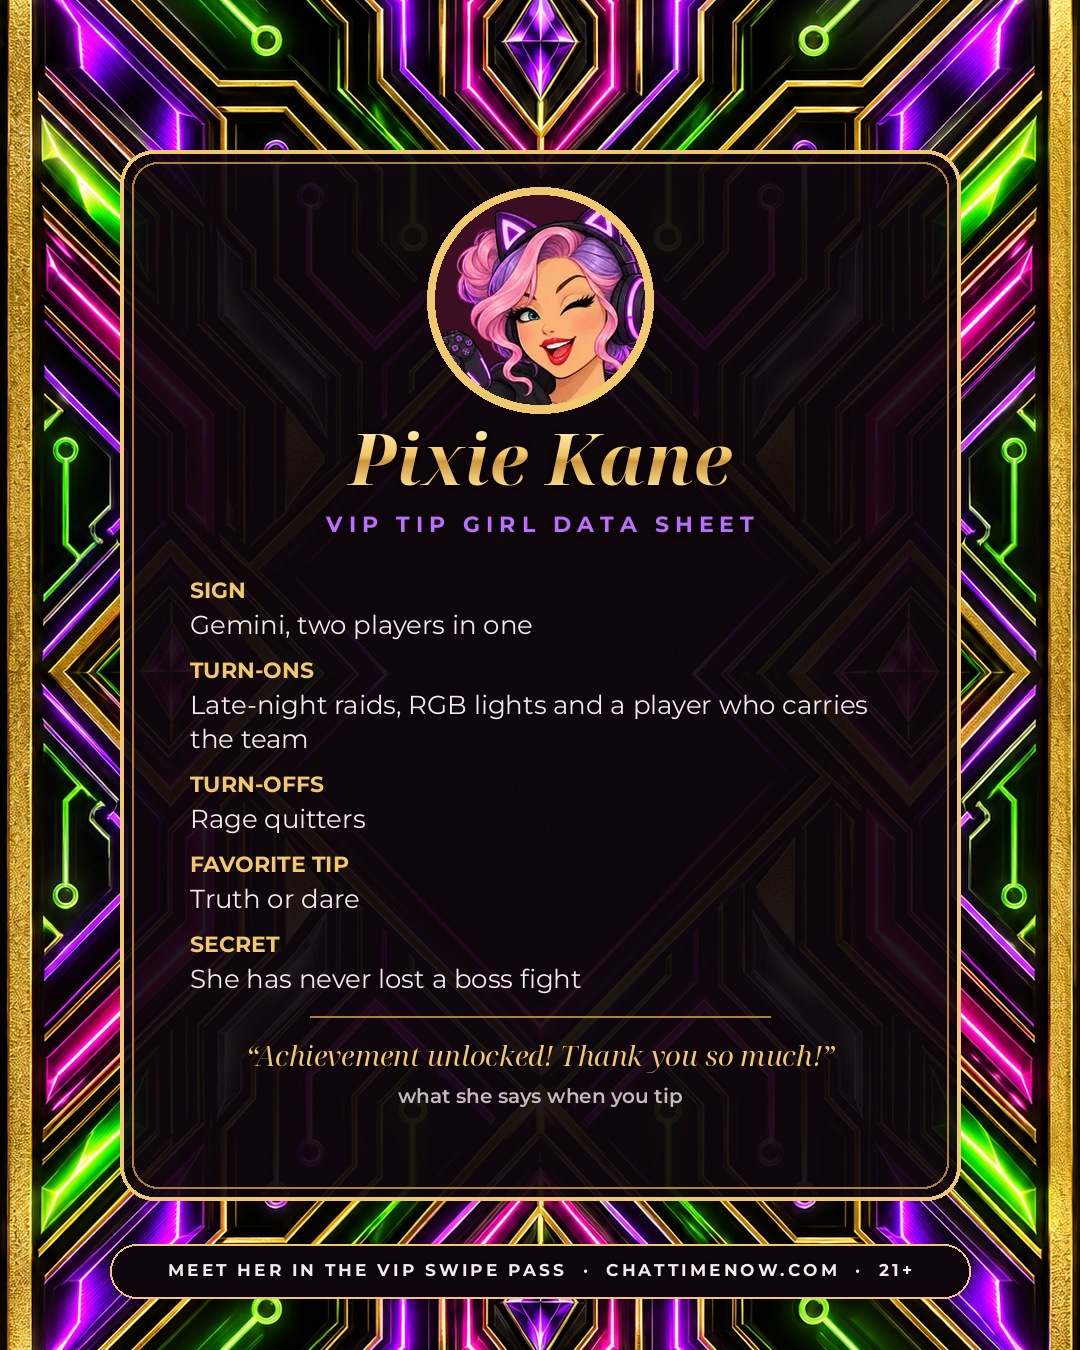 Pixie Kane
VIP TIP GIRL DATA SHEET
SIGN
Gemini, two players in one
TURN-ONS
Late-night raids, RGB lights and a player who carries
the team
TURN-OFFS
Rage quitters
FAVORITE TIP
Truth or dare
SECRET
She has never lost a boss fight
“Achievement unlocked! Thank you so much!”
what she says when you tip
MEET HER IN THE VIP SWIPE PASS · CHATTIMENOW.COM · 21+